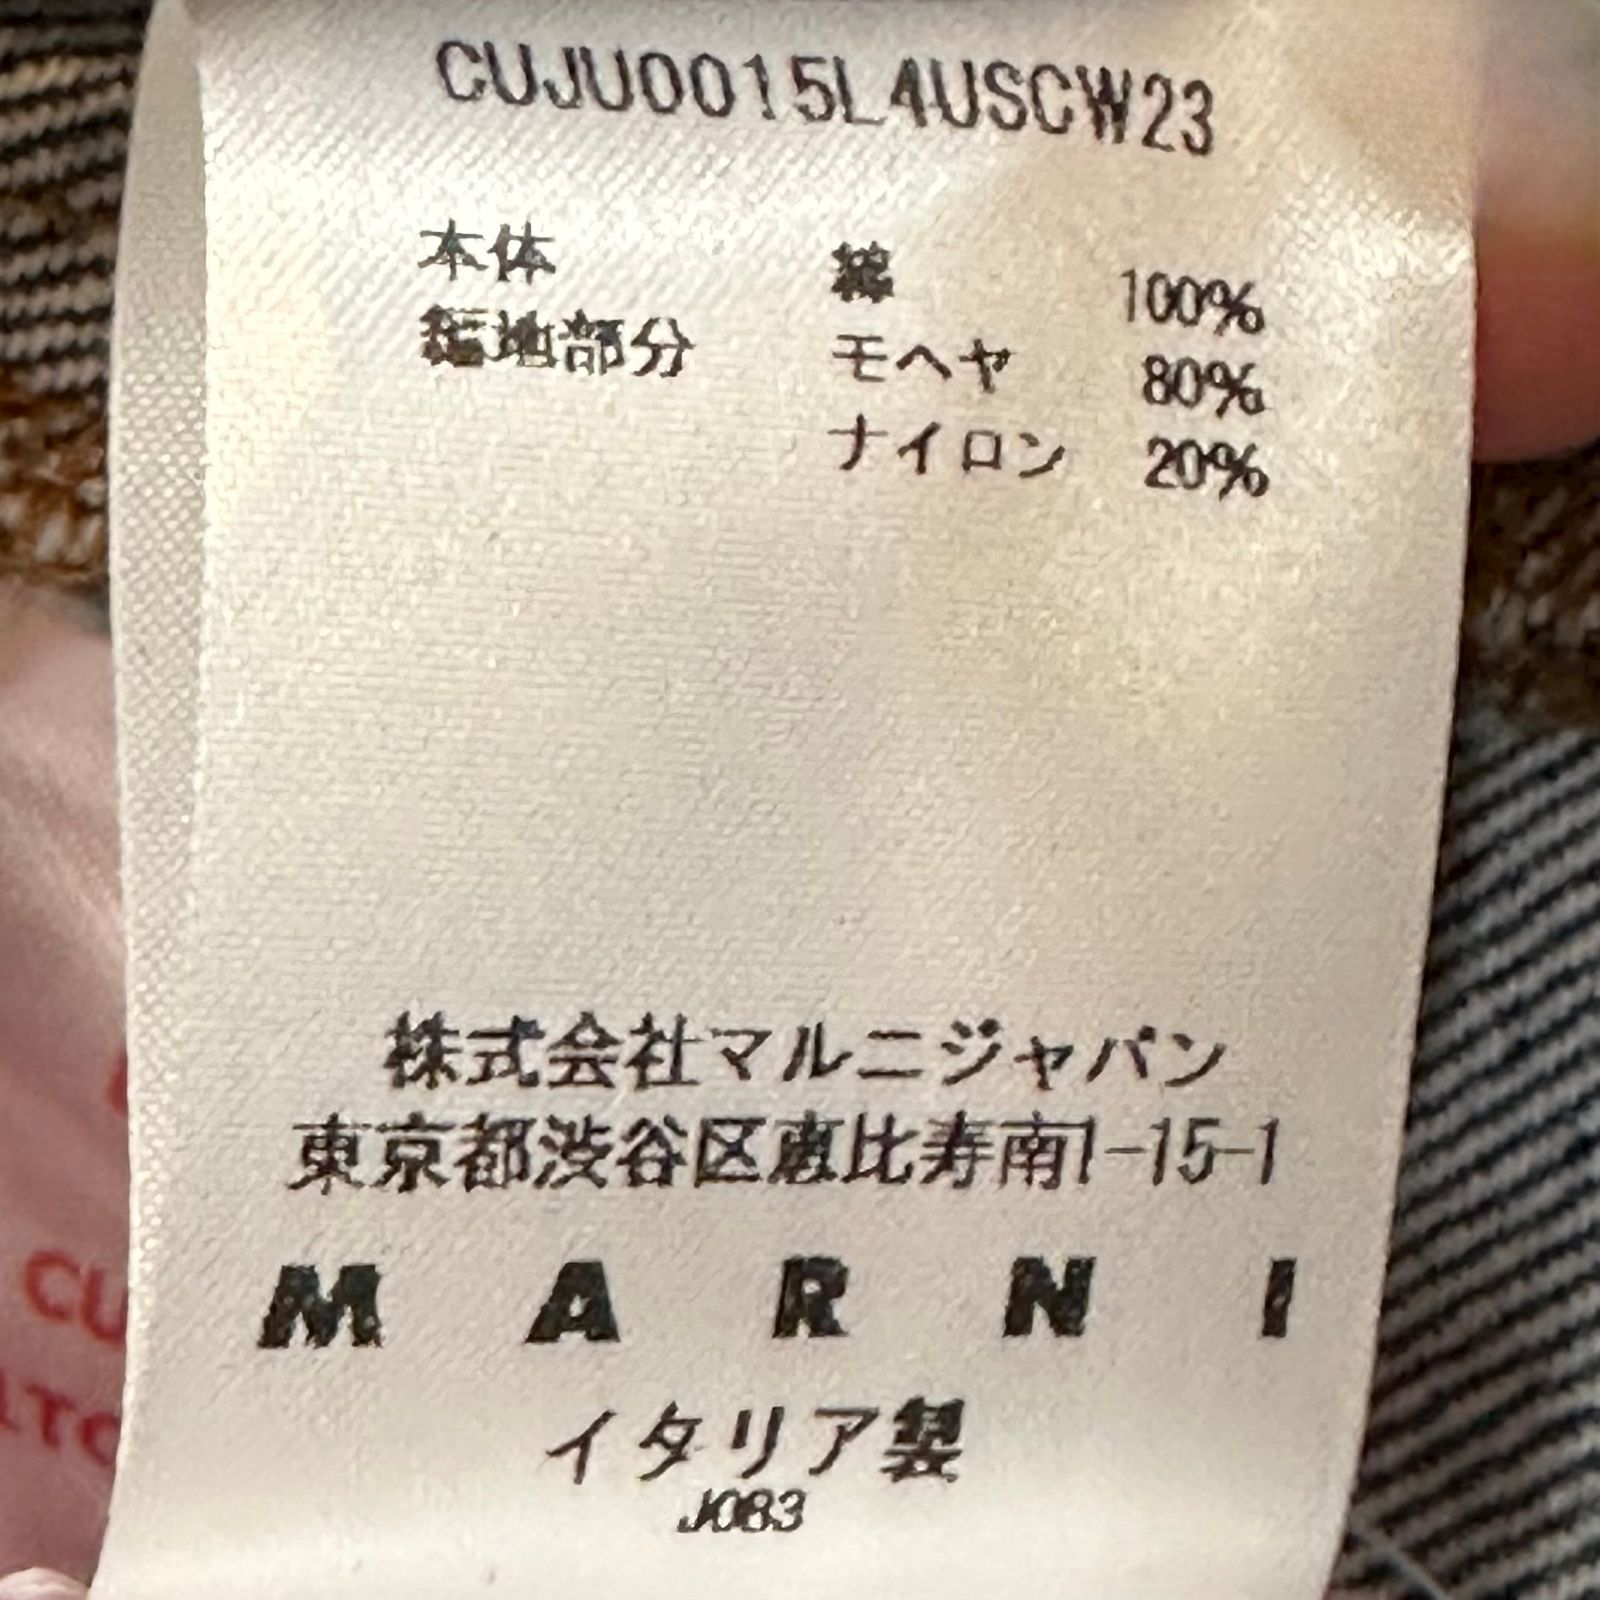 CUJU0015L4USCW23
本体 綿 100%
編地部分 モヘヤ 80%
ナイロン 20%
株式会社マルニジャパン
東京都渋谷区恵比寿南1-15-1
MARNI
イタリア製
J083
CU